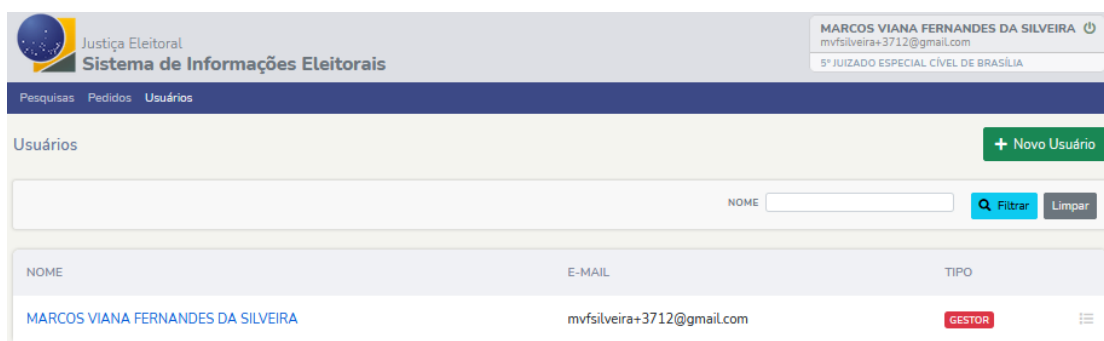 Justiça Eleitoral
Sistema de Informações Eleitorais
MARCOS VIANA FERNANDES DA SILVEIRA
mvfsilveira+3712@gmail.com
5º JUIZADO ESPECIAL CÍVEL DE BRASÍLIA
Pesquisas Pedidos Usuários
Usuários
+ Novo Usuário
NOME
Filtrar
Limpar
NOME E-MAIL TIPO
MARCOS VIANA FERNANDES DA SILVEIRA mvfsilveira+3712@gmail.com GESTOR